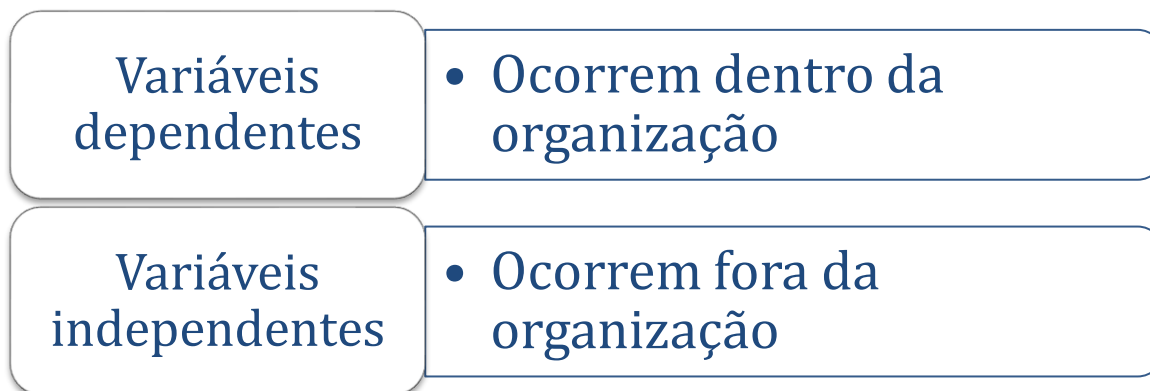 Variáveis
dependentes
• Ocorrem dentro da
organização
Variáveis
independentes
• Ocorrem fora da
organização